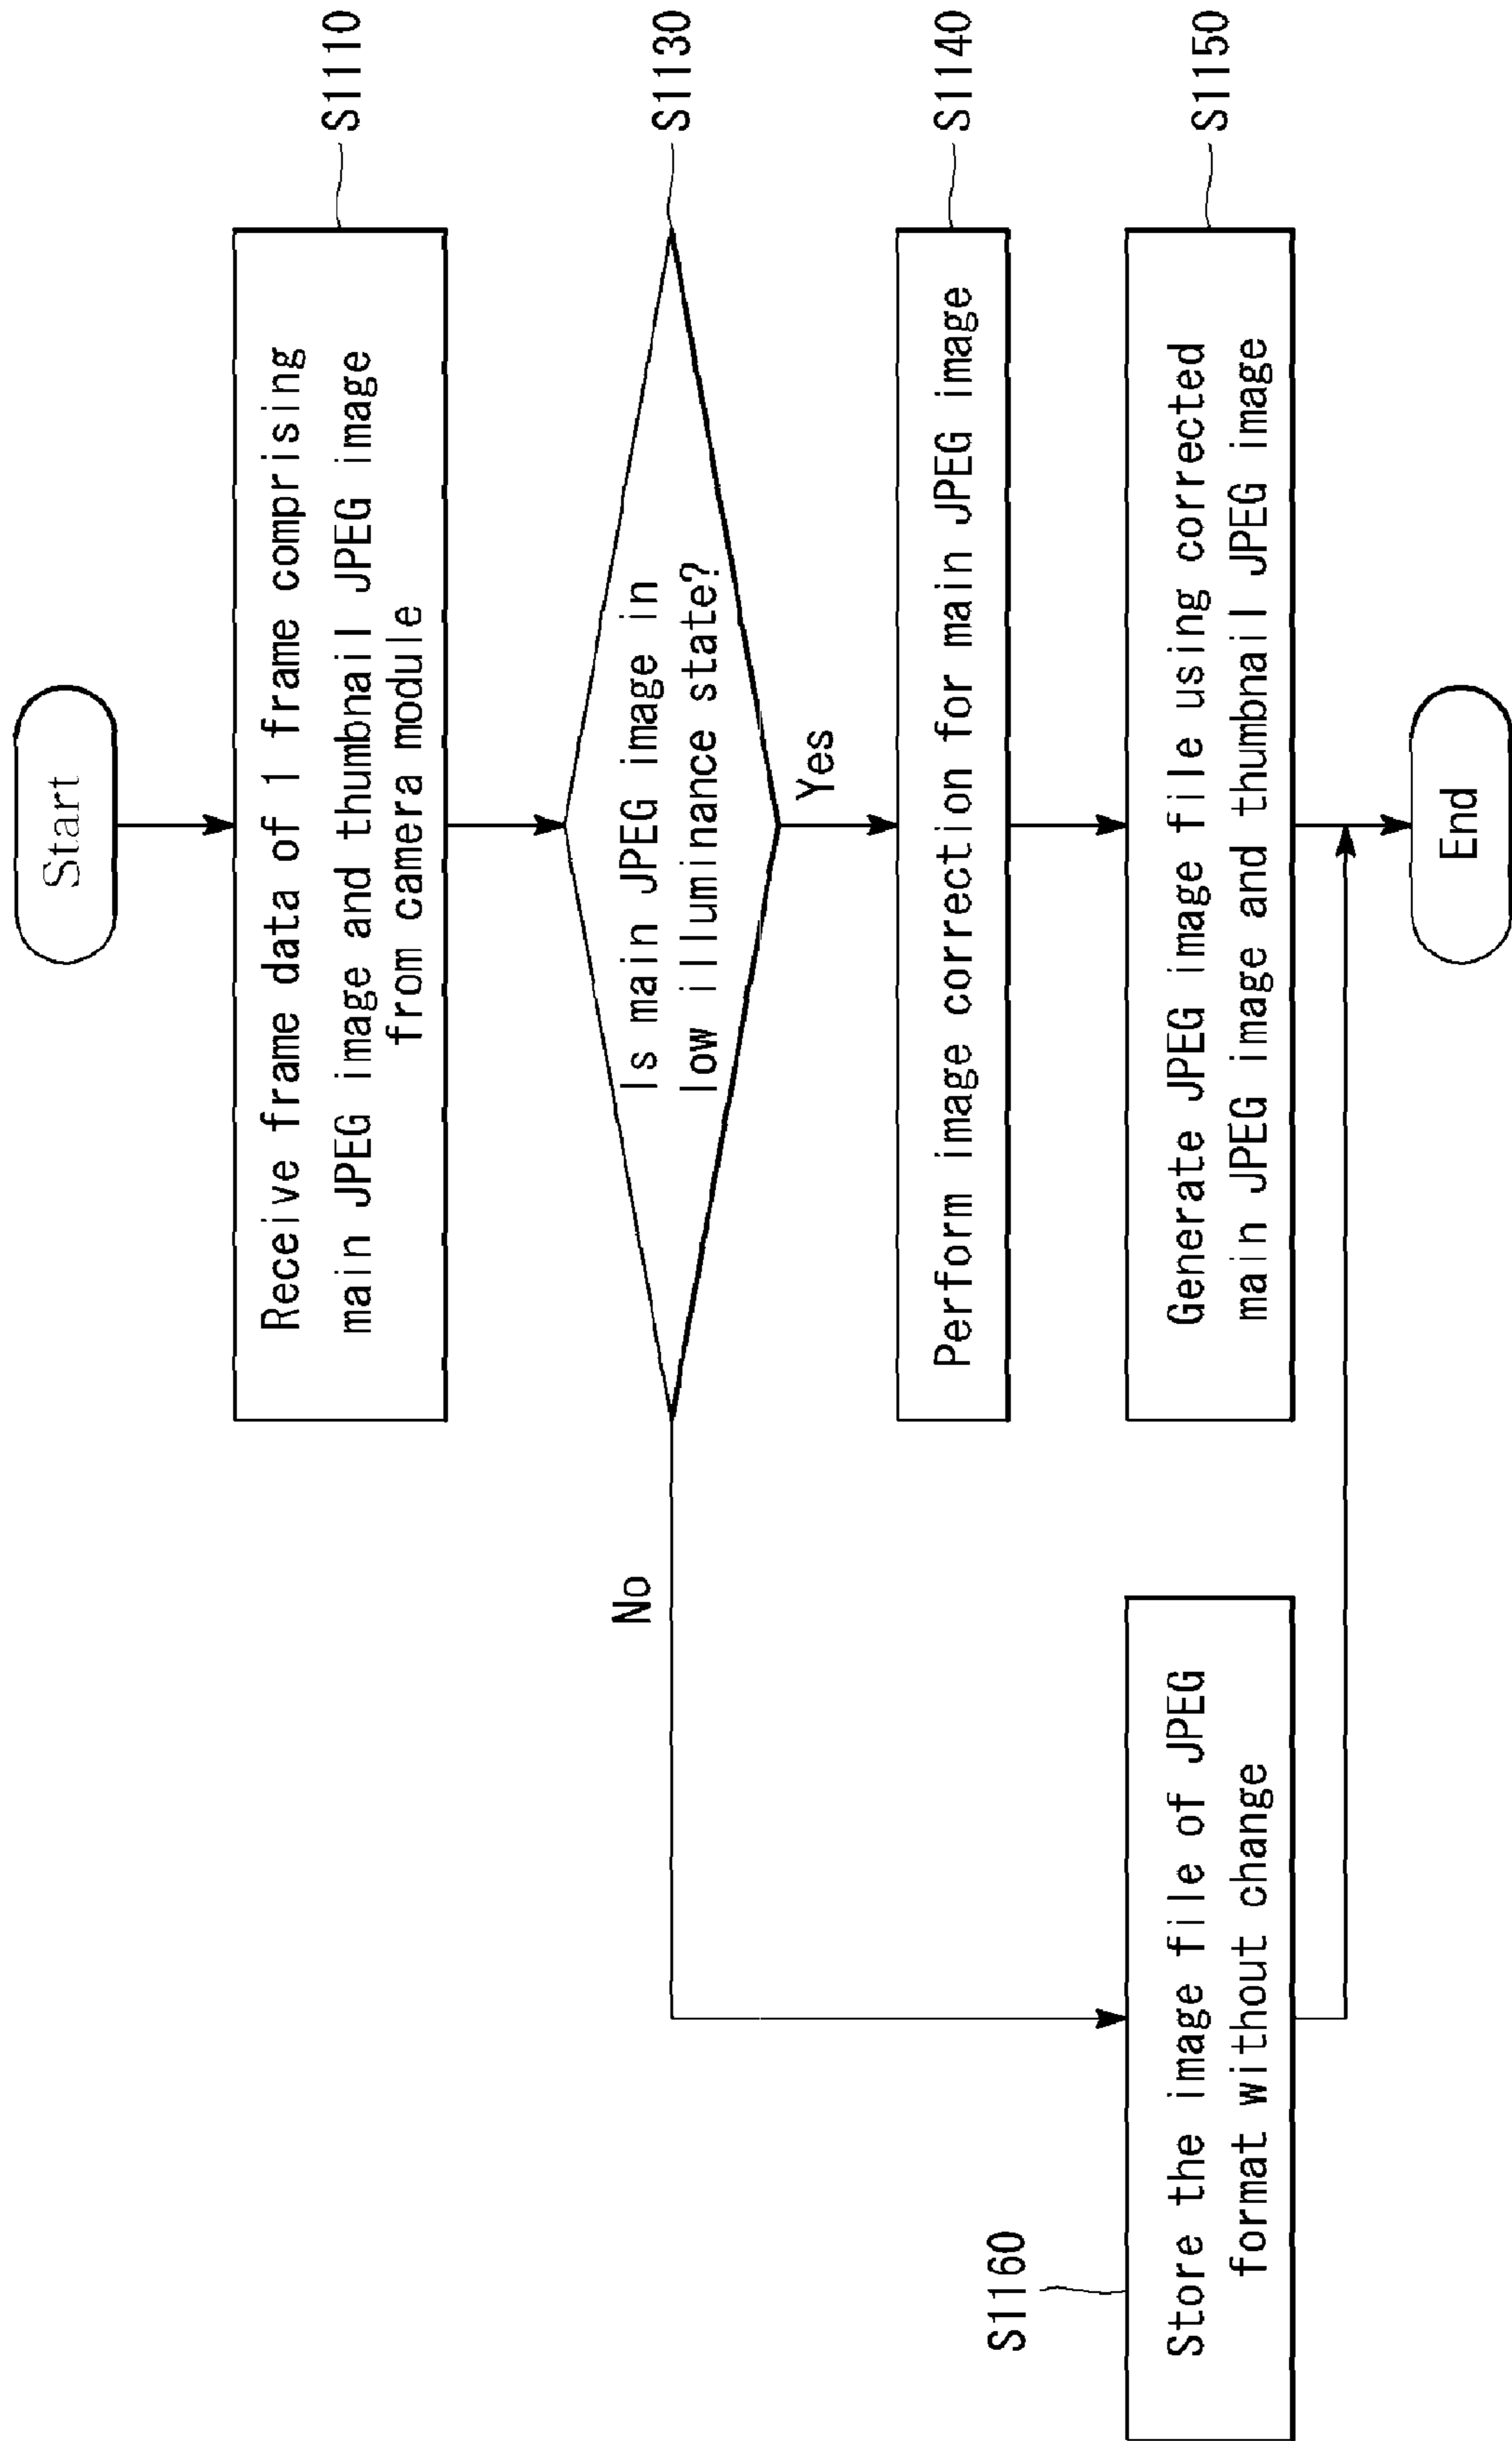 Start
Receive frame data of 1 frame comprising
main JPEG image and thumbnail JPEG image
from camera module
S1110
Is main JPEG image in
low illuminance state?
S1130
No
Yes
Perform image correction for main JPEG image
S1140
Generate JPEG image file using corrected
main JPEG image and thumbnail JPEG image
S1150
S1160
Store the image file of JPEG
format without change
End